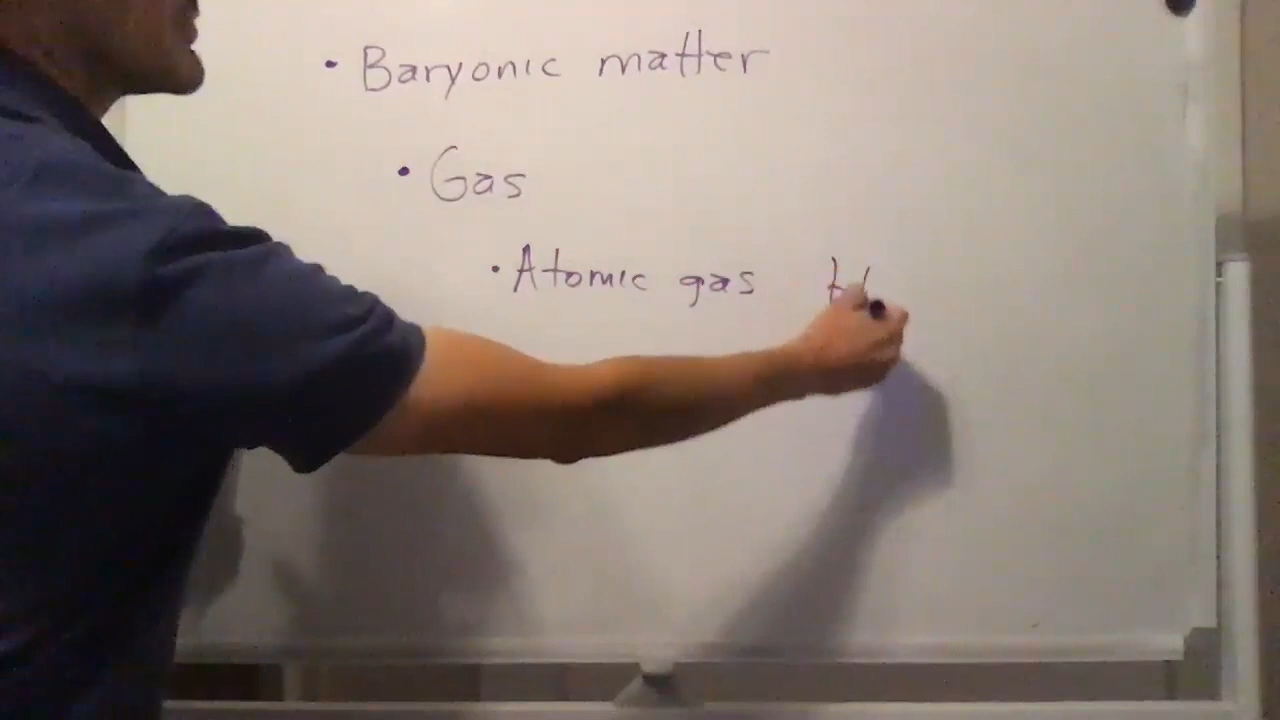 • Baryonic matter
• Gas
• Atomic gas H